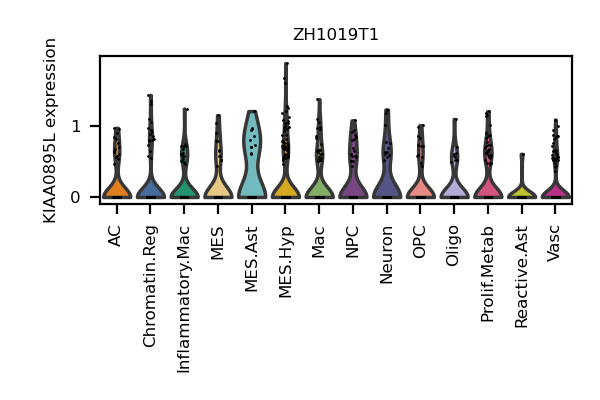 ZH1019T1
KIAA0895L expression
1
0
AC
Chromatin.Reg
Inflammatory.Mac
MES
MES.Ast
MES.Hyp
Mac
NPC
Neuron
OPC
Oligo
Prolif.Metab
Reactive.Ast
Vasc